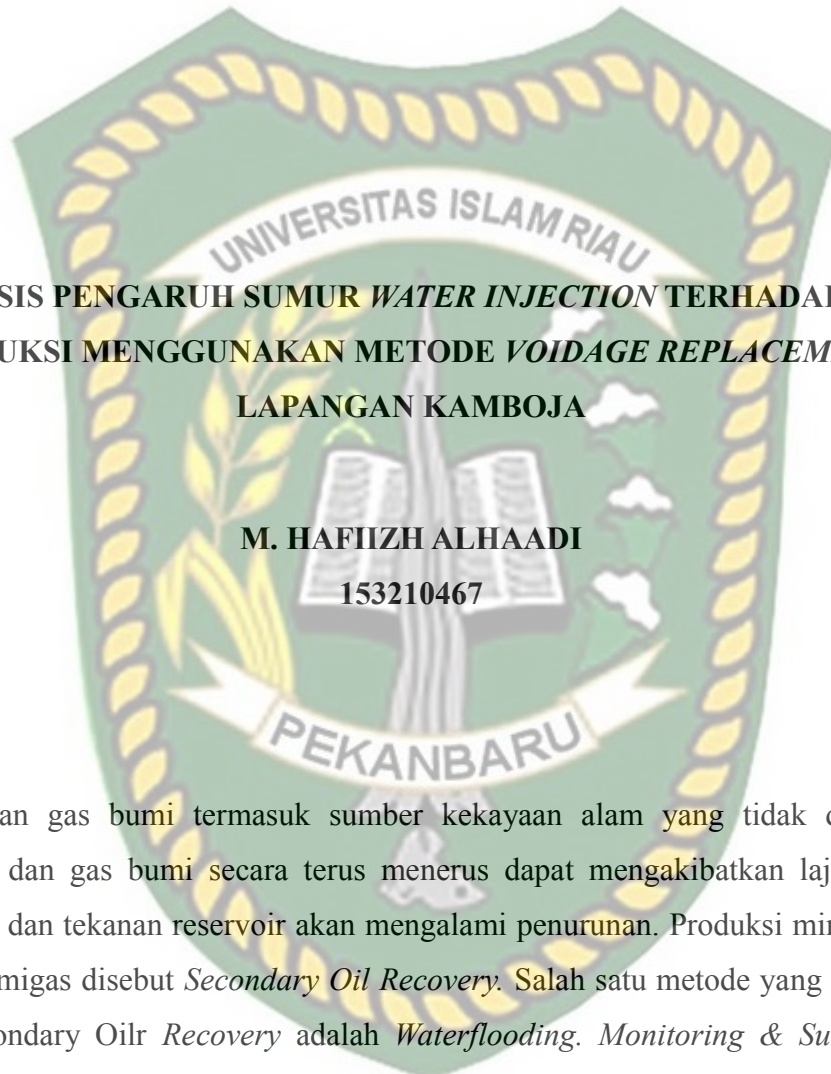 UNIVERSITAS ISLAM RIAU
SIS PENGARUH SUMUR WATER INJECTION TERHADAP
UKSI MENGGUNAKAN METODE VOIDAGE REPLACEM
LAPANGAN KAMBOJA
M. HAFIIZH ALHAADI
153210467
PEKANBARU
an gas bumi termasuk sumber kekayaan alam yang tidak
dan gas bumi secara terus menerus dapat mengakibatkan laj
dan tekanan reservoir akan mengalami penurunan. Produksi min
migas disebut Secondary Oil Recovery. Salah satu metode yang
ondary Oilr Recovery adalah Waterflooding. Monitoring & Su